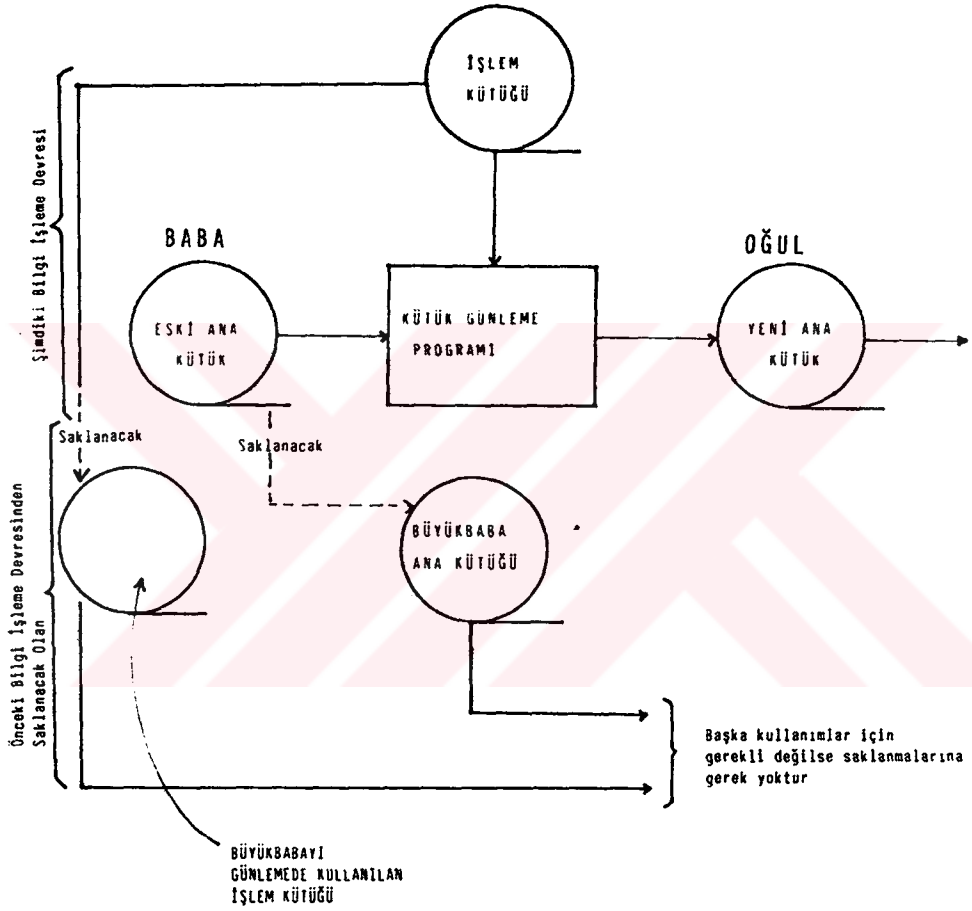 İŞLEM
KÜTÜĞÜ
Şimdiki Bilgi İşleme Devresi
BABA
OĞUL
ESKİ ANA
KÜTÜK
KÜTÜK GÜNLEME
PROGRAMI
YENİ ANA
KÜTÜK
Saklanacak
Saklanacak
Önceki Bilgi İşleme Devresinden
Saklanacak Olan
BÜYÜKBABA
ANA KÜTÜĞÜ
Başka kullanımlar için
gerekli değilse saklanmalarına
gerek yoktur
BÜYÜKBABAYI
GÜNLEMEDE KULLANILAN
İŞLEM KÜTÜĞÜ